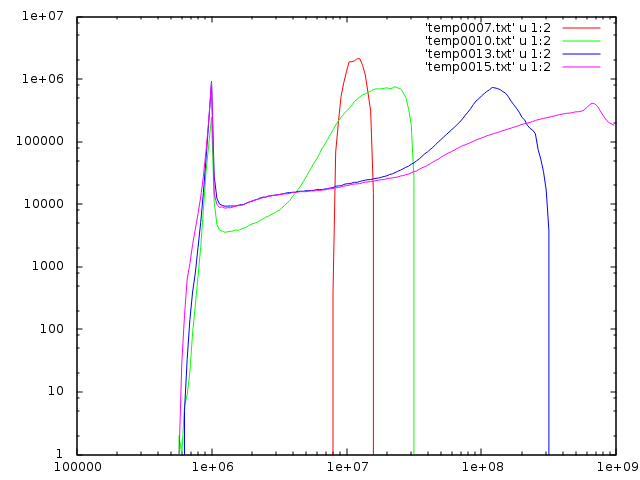 1e+07
'temp0007.txt' u 1:2
'temp0010.txt' u 1:2
'temp0013.txt' u 1:2
'temp0015.txt' u 1:2
1e+06
100000
10000
1000
100
10
1
100000 1e+06 1e+07 1e+08 1e+09